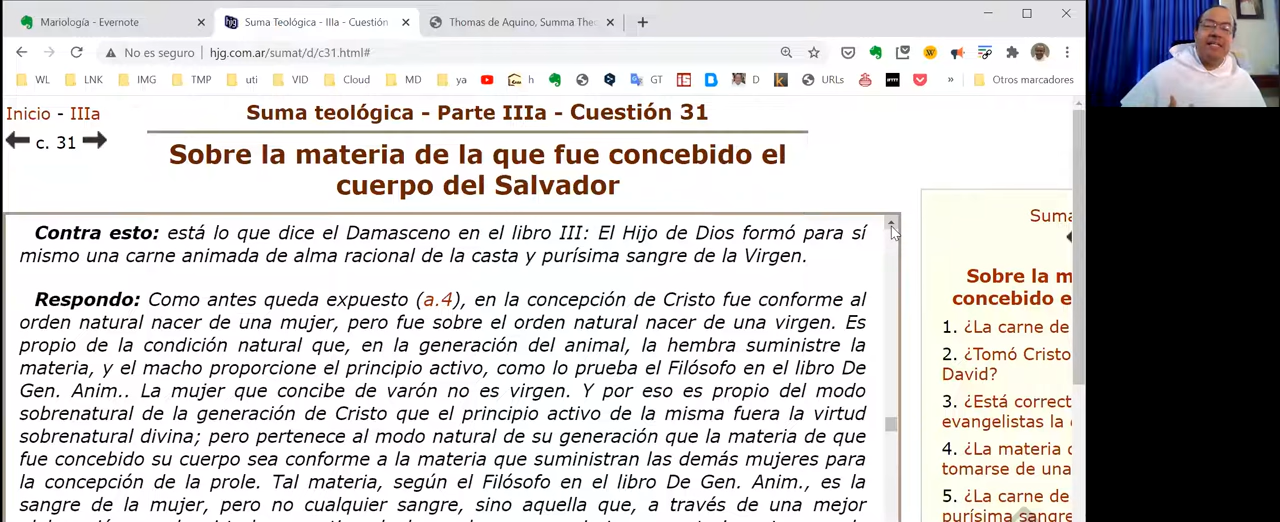 Mariología - Evernote
Suma Teológica - IIIa - Cuestión
Thomas de Aquino, Summa Theo
No es seguro
hjg.com.ar/sumat/d/c31.html#
WL LNK IMG TMP uti VID Cloud MD ya h GT D URLs Otros marcadores
Inicio - IIIa
c. 31
Suma teológica - Parte IIIa - Cuestión 31
Sobre la materia de la que fue concebido el
cuerpo del Salvador
Contra esto: está lo que dice el Damasceno en el libro III: El Hijo de Dios formó para sí
mismo una carne animada de alma racional de la casta y purísima sangre de la Virgen.
Respondo: Como antes queda expuesto (a.4), en la concepción de Cristo fue conforme al
orden natural nacer de una mujer, pero fue sobre el orden natural nacer de una virgen. Es
propio de la condición natural que, en la generación del animal, la hembra suministre la
materia, y el macho proporcione el principio activo, como lo prueba el Filósofo en el libro De
Gen. Anim.. La mujer que concibe de varón no es virgen. Y por eso es propio del modo
sobrenatural de la generación de Cristo que el principio activo de la misma fuera la virtud
sobrenatural divina; pero pertenece al modo natural de su generación que la materia de que
fue concebido su cuerpo sea conforme a la materia que suministran las demás mujeres para
la concepción de la prole. Tal materia, según el Filósofo en el libro De Gen. Anim., es la
sangre de la mujer, pero no cualquier sangre, sino aquella que, a través de una mejor
Suma
Sobre la m
concebido e
1. ¿La carne de
2. ¿Tomó Cristo
David?
3. ¿Está correct
evangelistas la
4. ¿La materia d
tomarse de una
5. ¿La carne de
purísima sangre